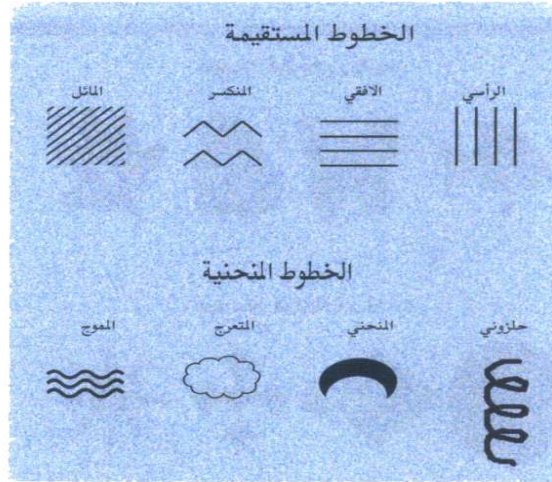 الخطوط المستقيمة
الرأسي الافقي المنكسر المائل
الخطوط المنحنية
حلزوني المنحني المتعرج المموج